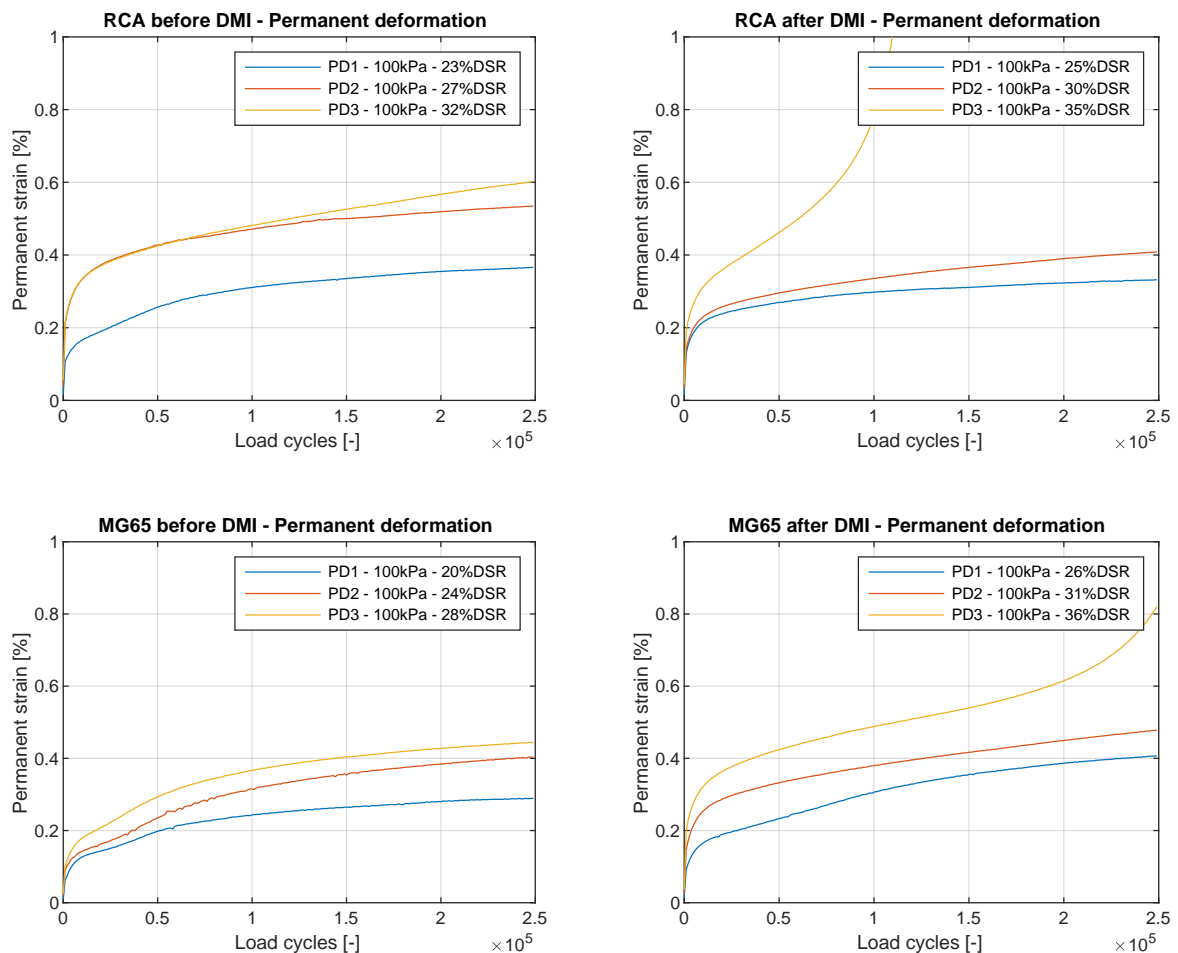 RCA before DMI - Permanent deformation
Permanent strain [%]
1
0.8
0.6
0.4
0.2
0
PD1 - 100kPa - 23%DSR
PD2 - 100kPa - 27%DSR
PD3 - 100kPa - 32%DSR
0 0.5 1 1.5 2 2.5
Load cycles [-]
×10^5
RCA after DMI - Permanent deformation
Permanent strain [%]
1
0.8
0.6
0.4
0.2
0
PD1 - 100kPa - 25%DSR
PD2 - 100kPa - 30%DSR
PD3 - 100kPa - 35%DSR
0 0.5 1 1.5 2 2.5
Load cycles [-]
×10^5
MG65 before DMI - Permanent deformation
Permanent strain [%]
1
0.8
0.6
0.4
0.2
0
PD1 - 100kPa - 20%DSR
PD2 - 100kPa - 24%DSR
PD3 - 100kPa - 28%DSR
0 0.5 1 1.5 2 2.5
Load cycles [-]
×10^5
MG65 after DMI - Permanent deformation
Permanent strain [%]
1
0.8
0.6
0.4
0.2
0
PD1 - 100kPa - 26%DSR
PD2 - 100kPa - 31%DSR
PD3 - 100kPa - 36%DSR
0 0.5 1 1.5 2 2.5
Load cycles [-]
×10^5